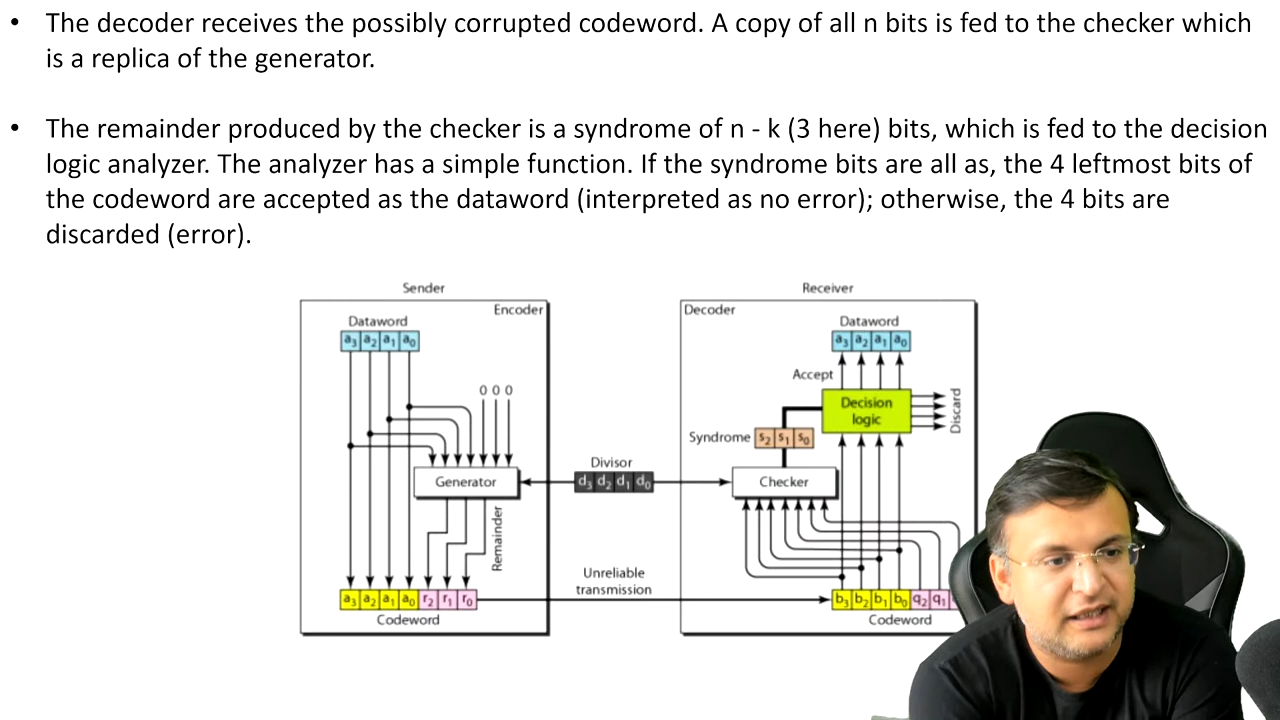 • The decoder receives the possibly corrupted codeword. A copy of all n bits is fed to the checker which
is a replica of the generator.
• The remainder produced by the checker is a syndrome of n - k (3 here) bits, which is fed to the decision
logic analyzer. The analyzer has a simple function. If the syndrome bits are all as, the 4 leftmost bits of
the codeword are accepted as the dataword (interpreted as no error); otherwise, the 4 bits are
discarded (error).
Sender
Encoder
Dataword
a3 a2 a1 a0
0 0 0
Generator
Remainder
a3 a2 a1 a0 r2 r1 r0
Codeword
Divisor
d3 d2 d1 d0
Unreliable
transmission
Receiver
Decoder
Dataword
a3 a2 a1 a0
Accept
Decision
logic
Discard
Syndrome s2 s1 s0
Checker
b3 b2 b1 b0 q2 q1
Codeword